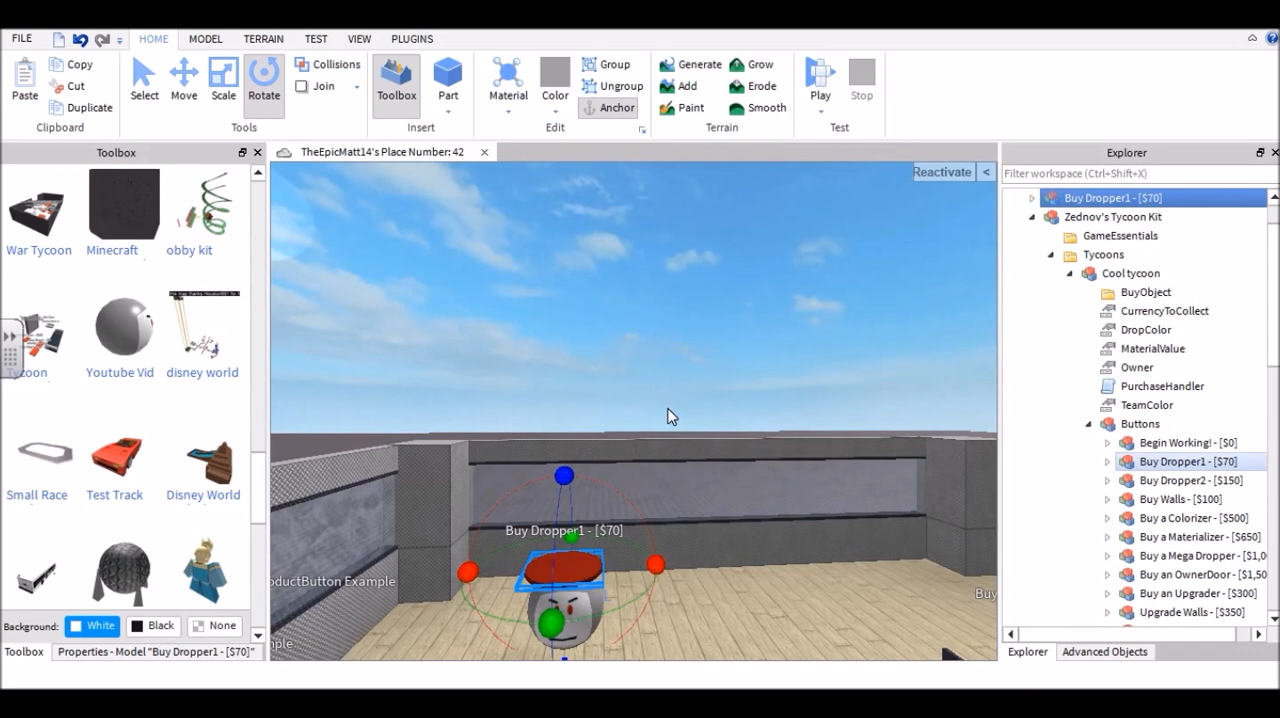 FILE HOME MODEL TERRAIN TEST VIEW PLUGINS
Paste Copy Cut Duplicate
Clipboard
Select Move Scale Rotate Collisions Join
Tools
Toolbox Part
Insert
Material Color Group Ungroup Anchor
Edit
Generate Grow
Add Erode
Paint Smooth
Terrain
Play Stop
Test
Toolbox
War Tycoon Minecraft obby kit
Tycoon Youtube Vid disney world
Small Race Test Track Disney World
Background: White Black None
Toolbox Properties - Model "Buy Dropper1 - [$70]"
TheEpicMatt14's Place Number: 42
Reactivate <
Buy Dropper1 - [$70]
oductButton Example
Buy
mple
Explorer
Filter workspace (Ctrl+Shift+X)
Buy Dropper1 - [$70]
Zednov's Tycoon Kit
GameEssentials
Tycoons
Cool tycoon
BuyObject
CurrencyToCollect
DropColor
MaterialValue
Owner
PurchaseHandler
TeamColor
Buttons
Begin Working! - [$0]
Buy Dropper1 - [$70]
Buy Dropper2 - [$150]
Buy Walls - [$100]
Buy a Colorizer - [$500]
Buy a Materializer - [$650]
Buy a Mega Dropper - [$1,0
Buy an OwnerDoor - [$1,50
Buy an Upgrader - [$300]
Upgrade Walls - [$350]
Explorer Advanced Objects